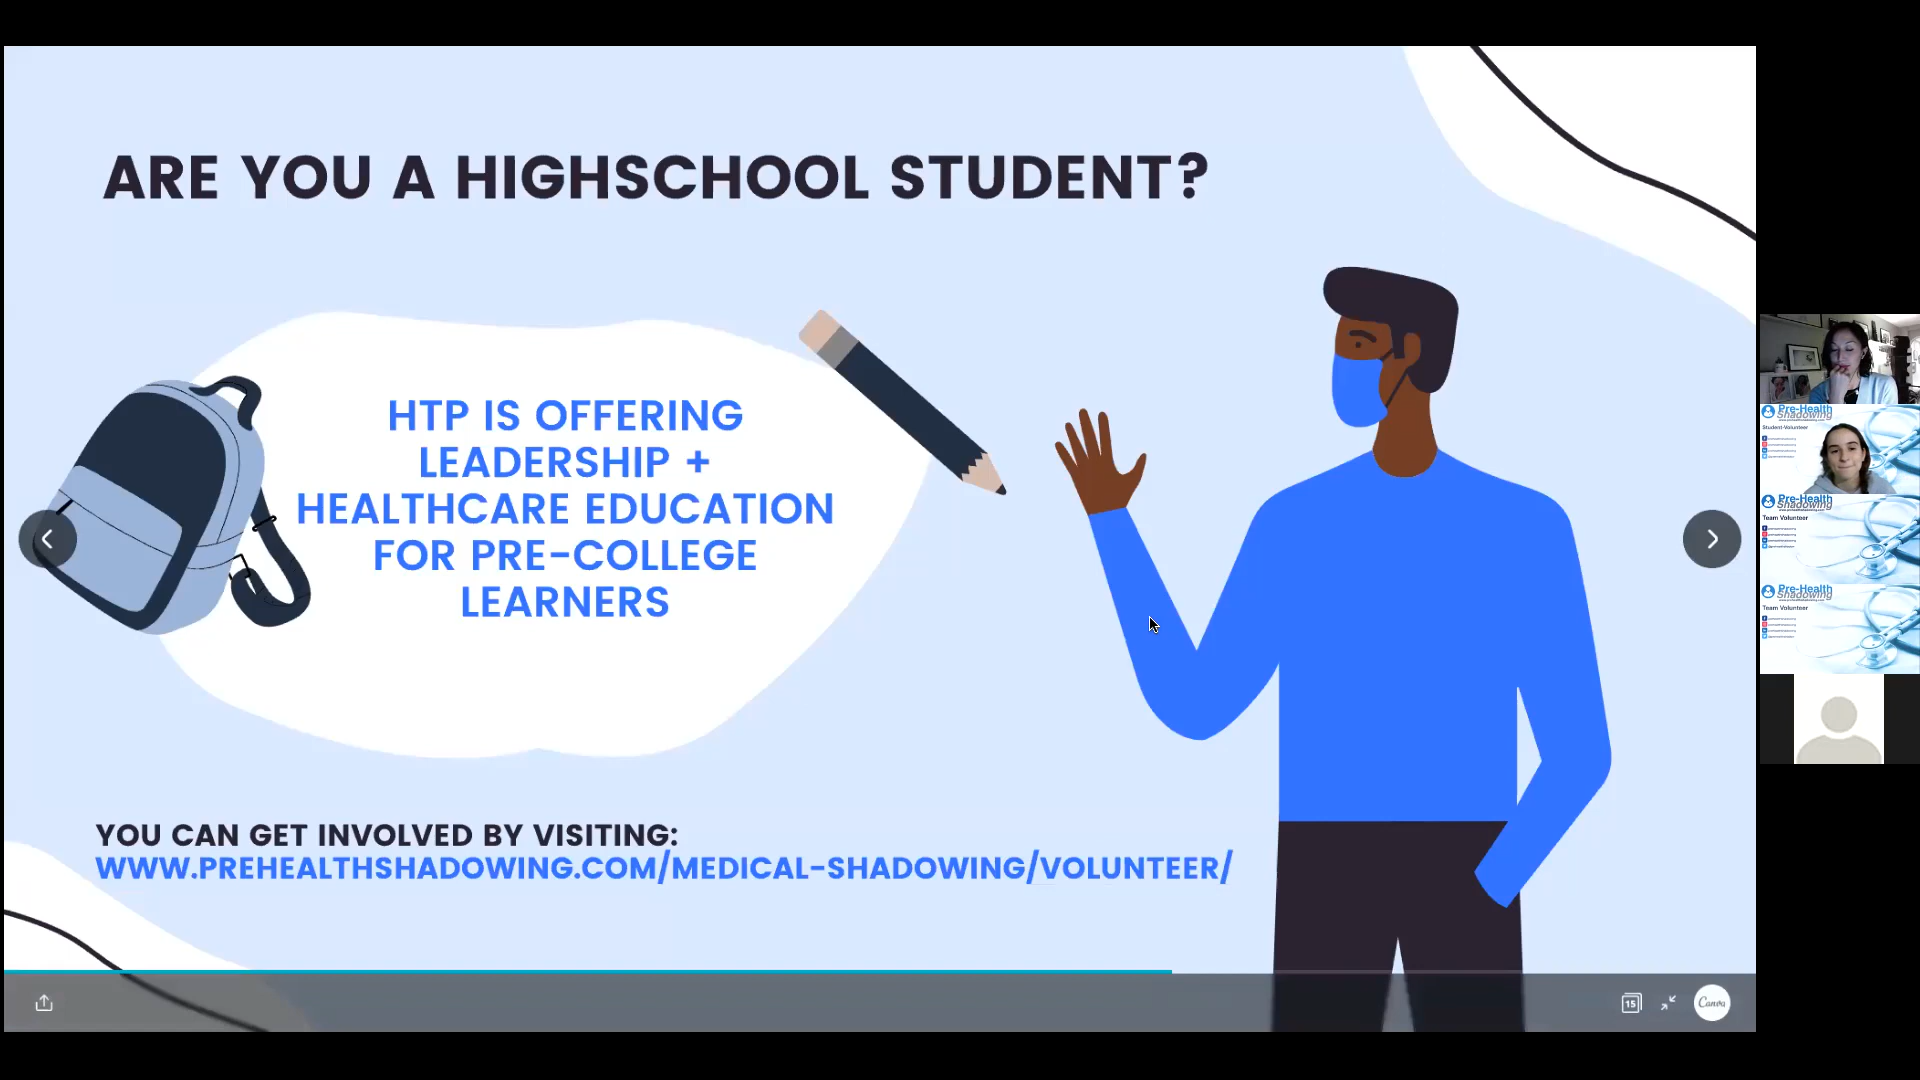 ARE YOU A HIGHSCHOOL STUDENT?
HTP IS OFFERING
LEADERSHIP +
HEALTHCARE EDUCATION
FOR PRE-COLLEGE
LEARNERS
YOU CAN GET INVOLVED BY VISITING:
WWW.PREHEALTHSHADOWING.COM/MEDICAL-SHADOWING/VOLUNTEER/
15
Canva
Pre-Health
Shadowing
Student-Volunteer
Pre-Health
Shadowing
Team Volunteer
Pre-Health
Shadowing
Team Volunteer